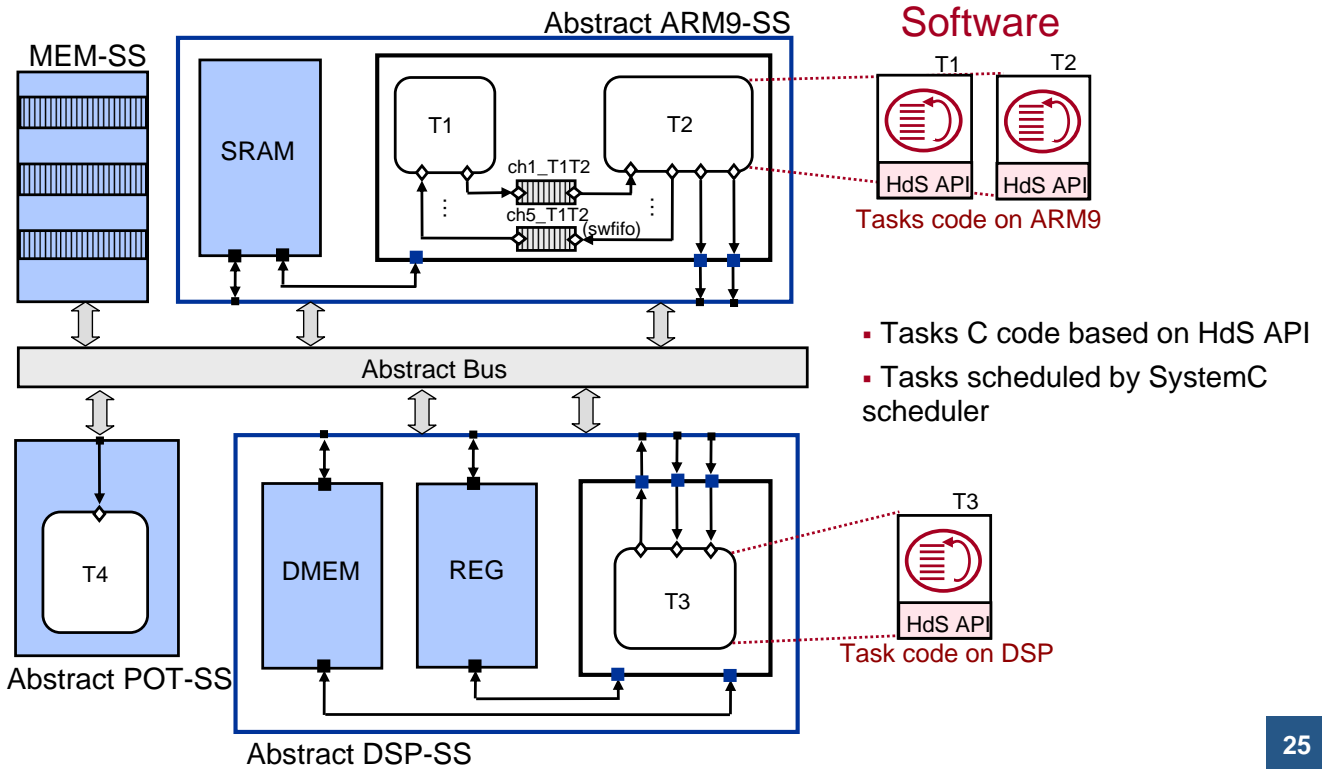 Abstract ARM9-SS
Software
MEM-SS
T1
T2
SRAM
T1
T2
ch1_T1T2
...
...
ch5_T1T2
(swfifo)
HdS API
HdS API
Tasks code on ARM9
▪ Tasks C code based on HdS API
▪ Tasks scheduled by SystemC
scheduler
Abstract Bus
T4
DMEM
REG
T3
T3
HdS API
Task code on DSP
Abstract POT-SS
Abstract DSP-SS
25